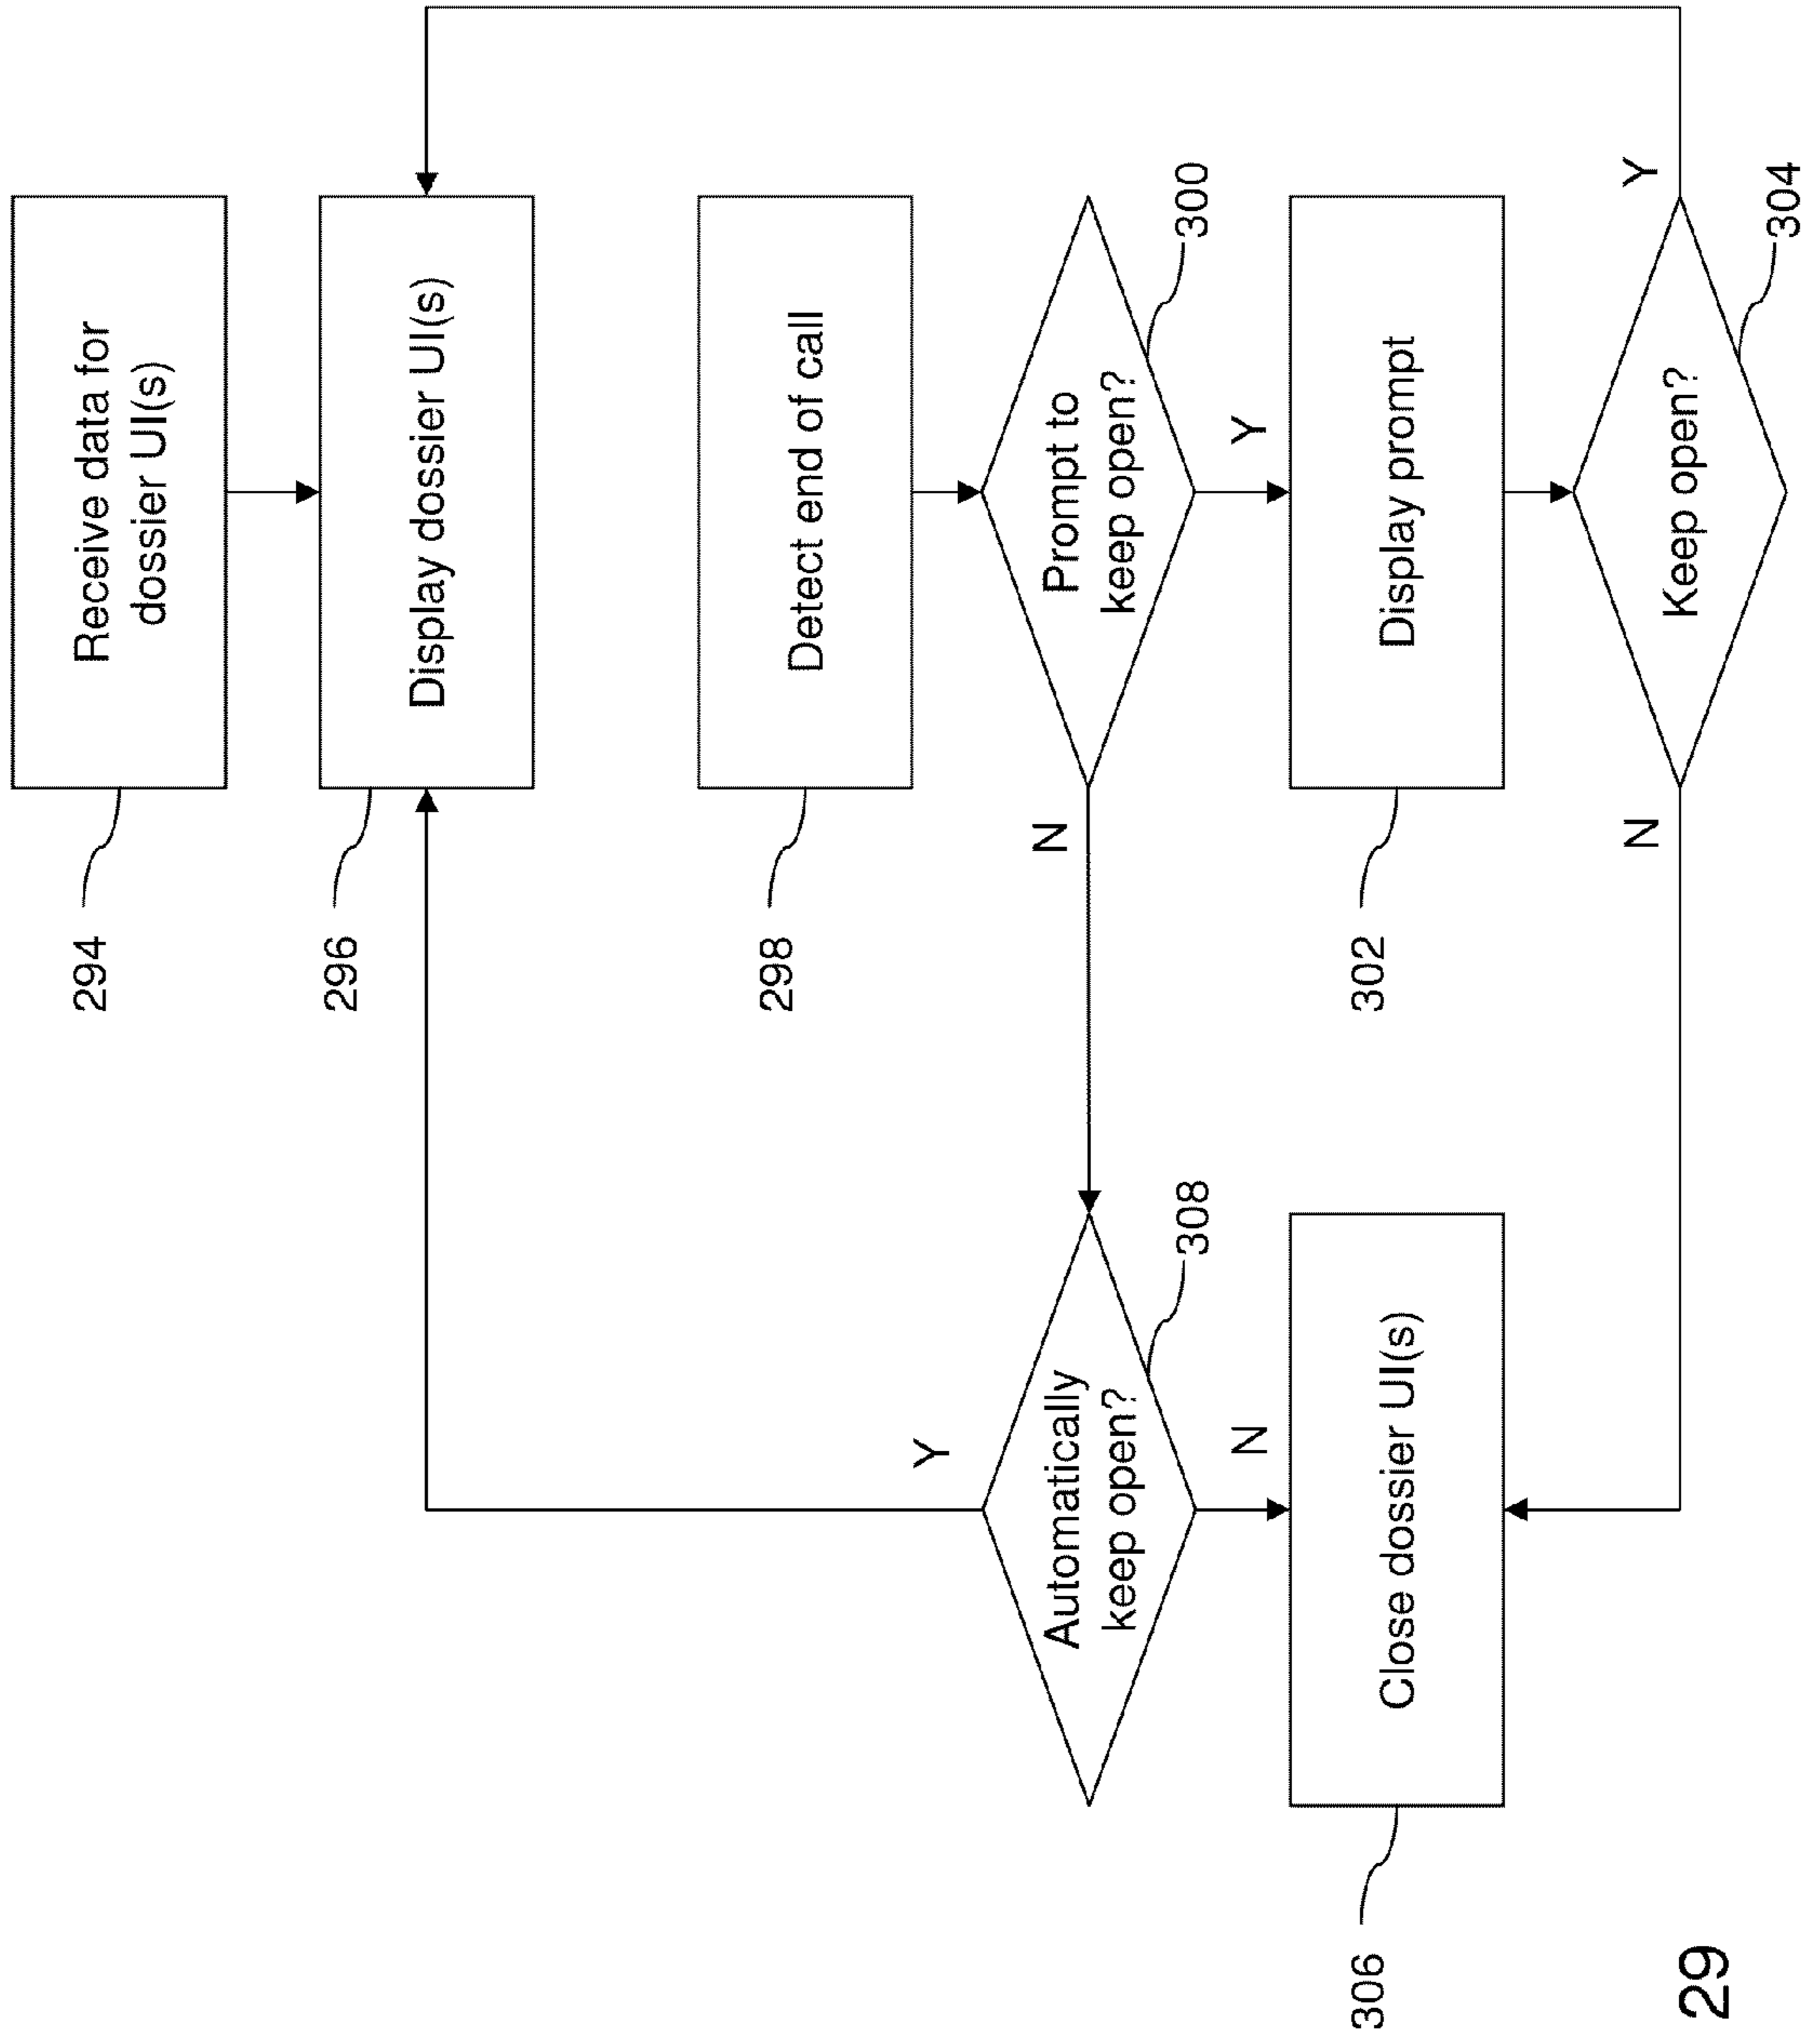 294
Receive data for
dossier UI(s)
296
Display dossier UI(s)
298
Detect end of call
Prompt to
keep open?
300
N
Y
Automatically
keep open?
308
Y
N
302
Display prompt
306
Close dossier UI(s)
Keep open?
304
Y
N
29